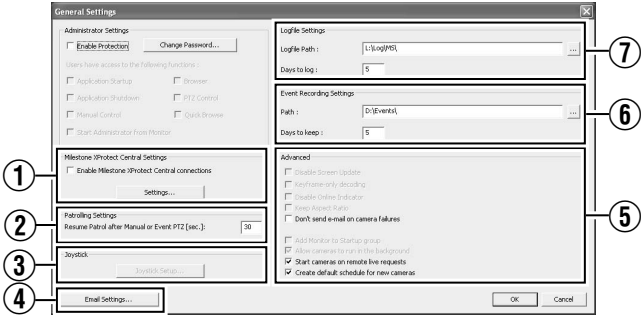 General Settings
Administrator Settings
Enable Protection
Change Password...
Users have access to the following functions :
Application Startup
Browser
Application Shutdown
PTZ Control
Manual Control
Quick Browse
Start Administrator from Monitor
Milestone XProtect Central Settings
Enable Milestone XProtect Central connections
Settings...
Patrolling Settings
Resume Patrol after Manual or Event PTZ [sec.]:
30
Joystick
Joystick Setup...
Email Settings...
Logfile Settings
Logfile Path :
L:\Log\MS\
...
Days to log :
5
Event Recording Settings
Path :
D:\Events\
...
Days to keep :
5
Advanced
Disable Screen Update
Keyframe-only decoding
Disable Online Indicator
Keep Aspect Ratio
Don't send e-mail on camera failures
Add Monitor to Startup group
Allow cameras to run in the background
Start cameras on remote live requests
Create default schedule for new cameras
OK
Cancel
1
2
3
4
5
6
7